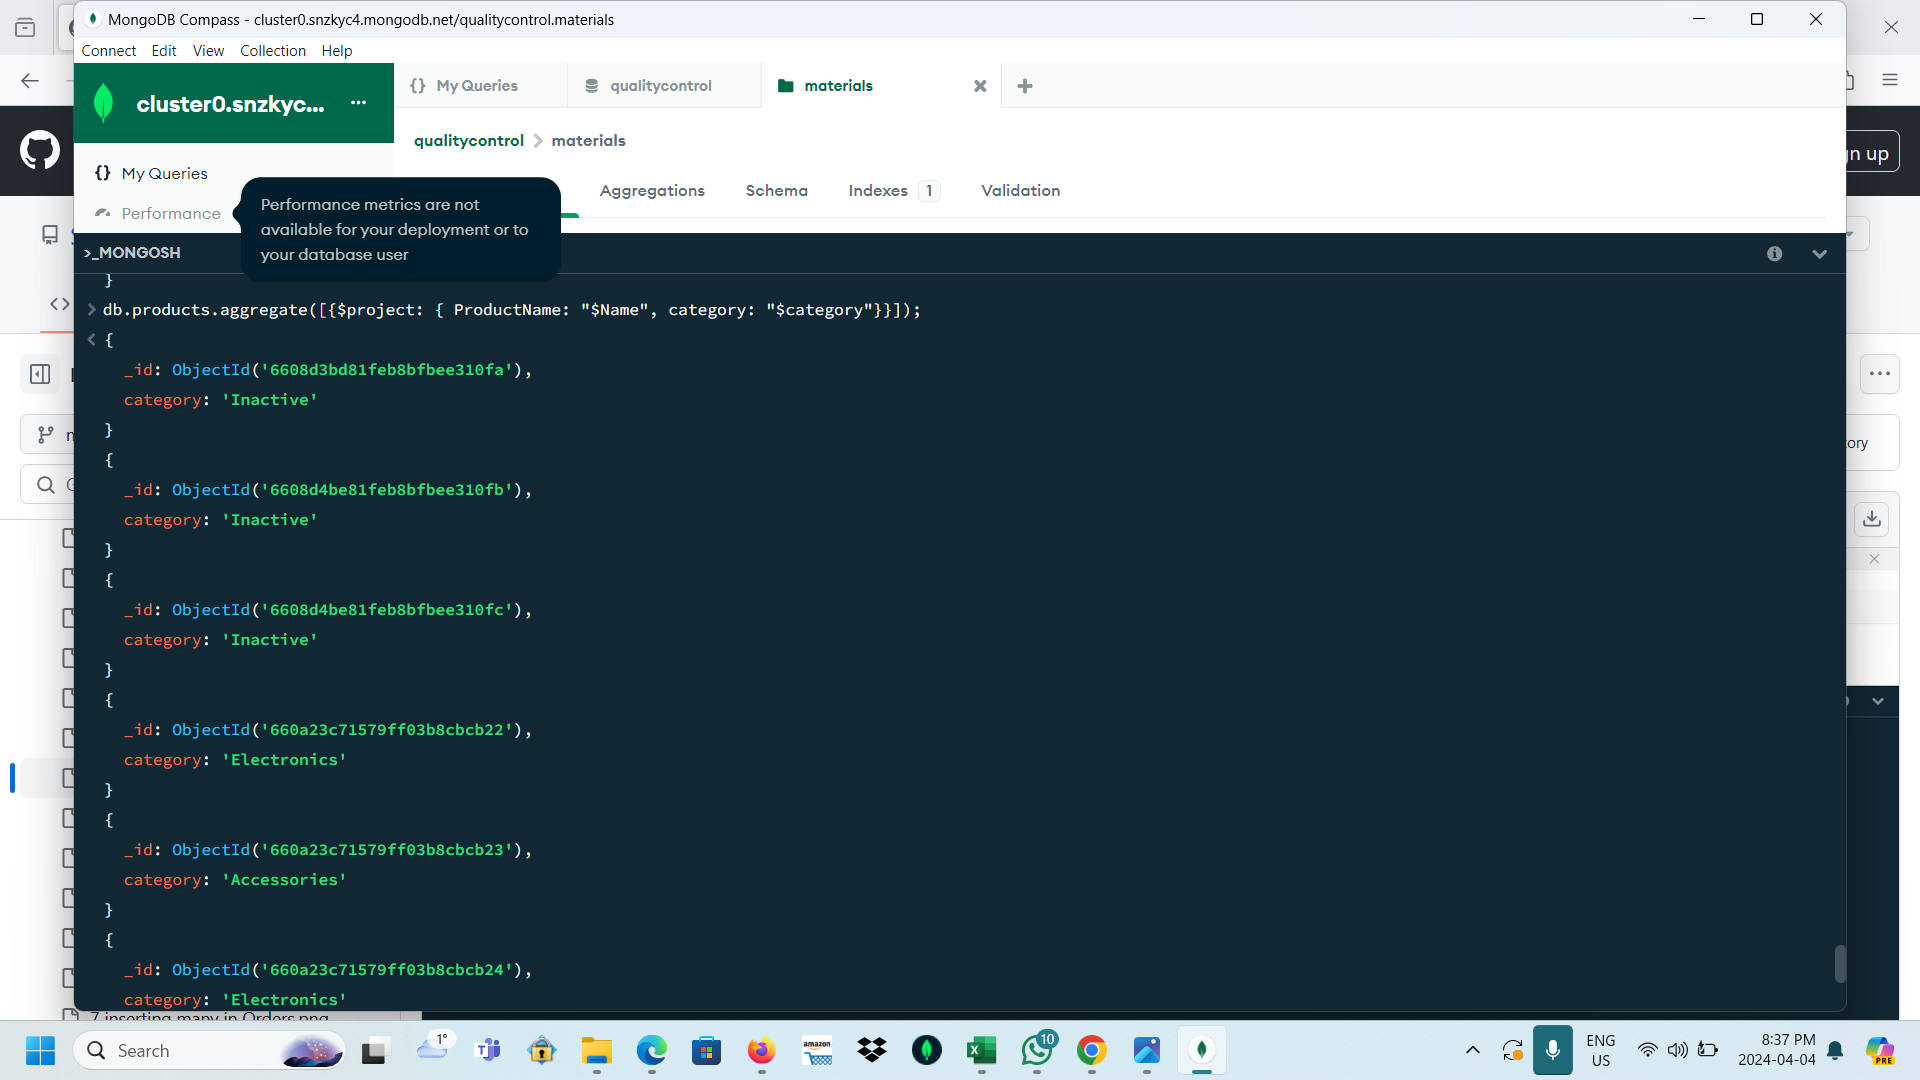 MongoDB Compass - cluster0.snzkyc4.mongodb.net/qualitycontrol.materials
Connect Edit View Collection Help
cluster0.snzkyc... ...
{} My Queries
qualitycontrol
materials
qualitycontrol > materials
{} My Queries
Performance
Performance metrics are not
available for your deployment or to
your database user
Aggregations Schema Indexes 1 Validation
>_MONGOSH
}
> db.products.aggregate([{$project: { ProductName: "$Name", category: "$category"}}]);
< {
_id: ObjectId('6608d3bd81feb8bfbee310fa'),
category: 'Inactive'
}
{
_id: ObjectId('6608d4be81feb8bfbee310fb'),
category: 'Inactive'
}
{
_id: ObjectId('6608d4be81feb8bfbee310fc'),
category: 'Inactive'
}
{
_id: ObjectId('660a23c71579ff03b8cbcb22'),
category: 'Electronics'
}
{
_id: ObjectId('660a23c71579ff03b8cbcb23'),
category: 'Accessories'
}
{
_id: ObjectId('660a23c71579ff03b8cbcb24'),
category: 'Electronics'
n up
ory
7 inserting many in Orders.png
Search
1°
amazon
10
ENG
US
8:37 PM
2024-04-04
PRE